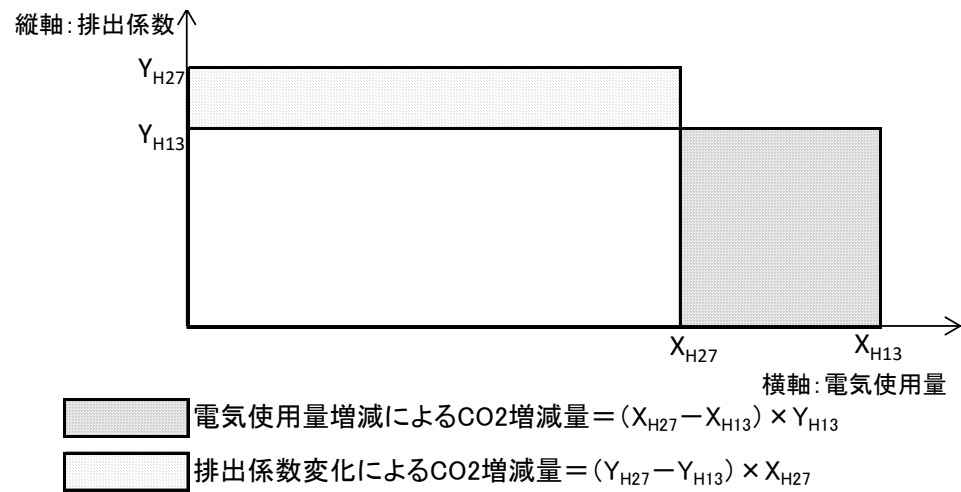 縦軸:排出係数
YH27
YH13
XH27
XH13
横軸:電気使用量
電気使用量増減によるCO2増減量=(XH27-XH13)×YH13
排出係数変化によるCO2増減量=(YH27-YH13)×XH27